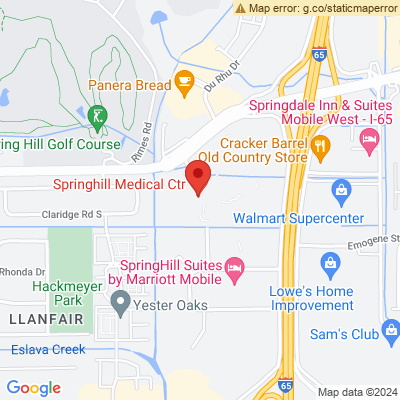 Map error: g.co/staticmaperror
65
Panera Bread
Du Rhu Dr
Springdale Inn & Suites
Mobile West - I-65
Rimes Rd
ring Hill Golf Course
Cracker Barrel
Old Country Store
Springhill Medical Ctr
Claridge Rd S
Walmart Supercenter
Emogene St
Rhonda Dr
SpringHill Suites
by Marriott Mobile
Hackmeyer
Park
Lowe's Home
Improvement
Yester Oaks
LLANFAIR
Sam's Club
Eslava Creek
65
Google
Map data ©2024